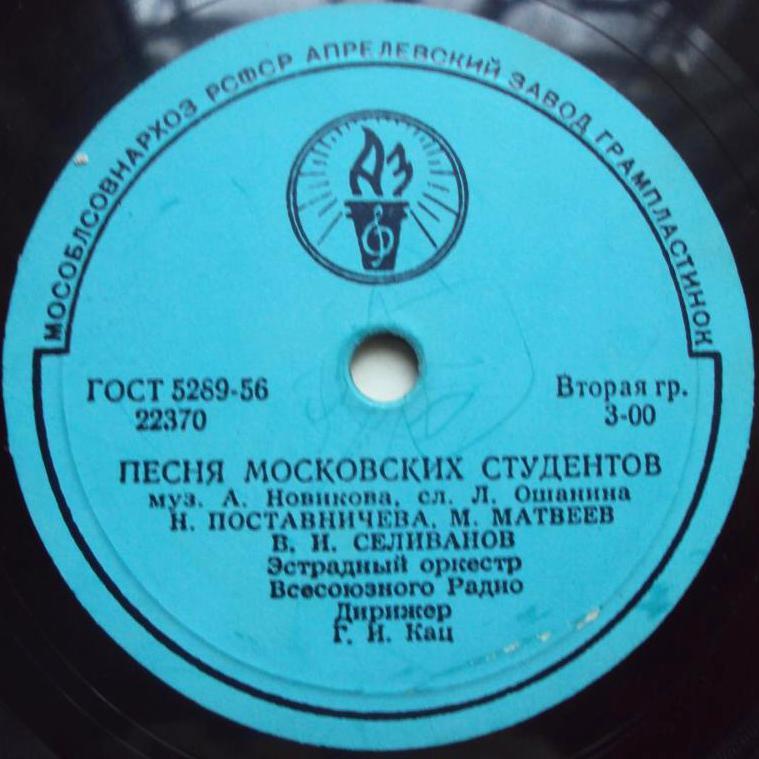 МОСОБЛСОВНАРХОЗ РСФСР АПРЕЛЕВСКИЙ ЗАВОД ГРАМПЛАСТИНОК
АЗ
ГОСТ 5289-56
22370
Вторая гр.
3-00
ПЕСНЯ МОСКОВСКИХ СТУДЕНТОВ
муз. А. Новикова, сл. Л. Ошанина
Н. ПОСТАВНИЧЕВА, М. МАТВЕЕВ
В. И. СЕЛИВАНОВ
Эстрадный оркестр
Всесоюзного Радио
Дирижер
Г. И. Кац